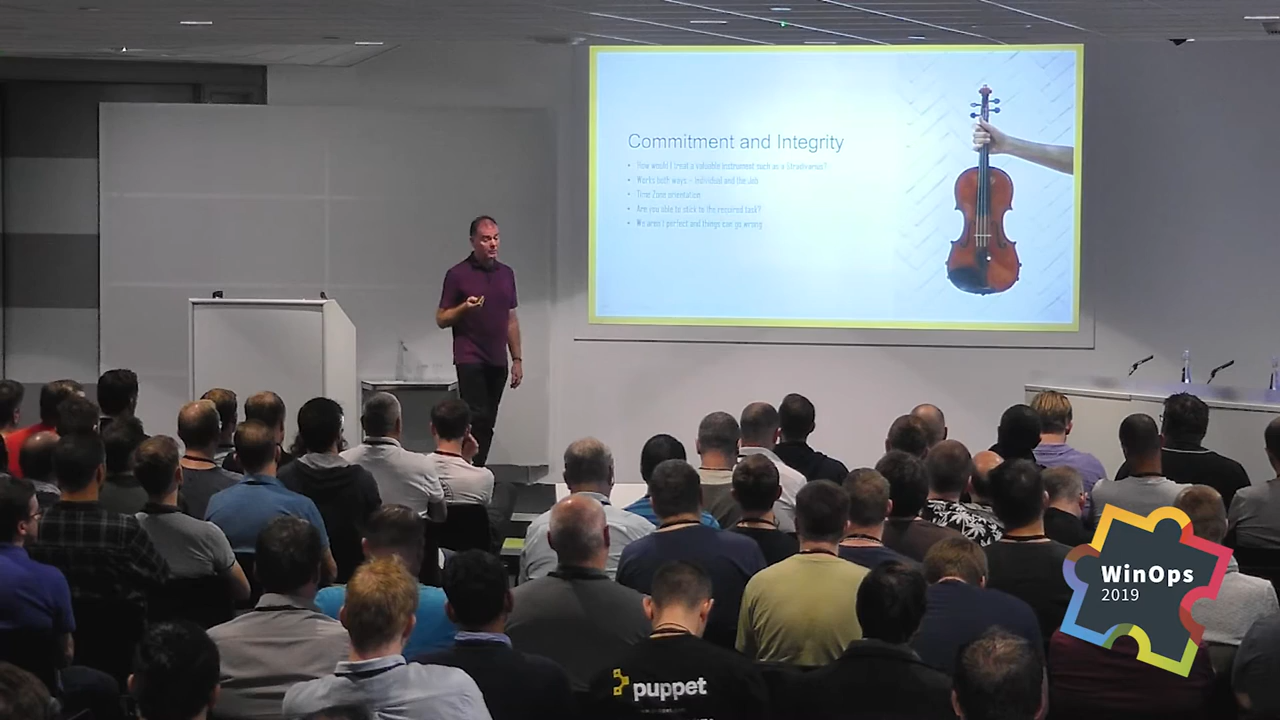 Commitment and Integrity
• How would I treat a valuable instrument such as a Stradivarius?
• Works both ways – Individual and the Job
• Time Zone orientation
• Are you able to stick to the required task?
• We aren't perfect and things can go wrong
WinOps
2019
puppet